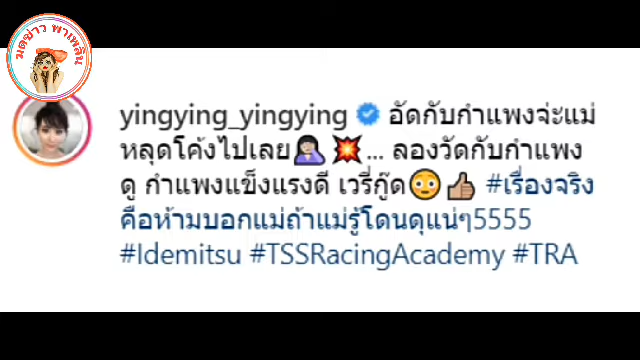 มดข่าว พาเพลิน
yingying_yingying อัดกับกำแพงจ่ะแม่
หลุดโค้งไปเลย🤦🏻‍♀️💥... ลองวัดกับกำแพง
ดู กำแพงแข็งแรงดี เวรี่กู๊ด😳👍🏽 #เรื่องจริง
คือห้ามบอกแม่ถ้าแม่รู้โดนดุแน่ๆ5555
#Idemitsu #TSSRacingAcademy #TRA